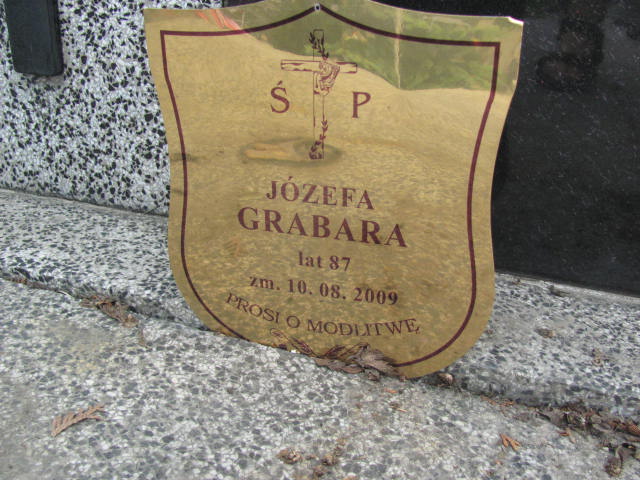 Ś P
JÓZEFA
GRABARA
lat 87
zm. 10. 08. 2009
PROSI O MODLITWĘ